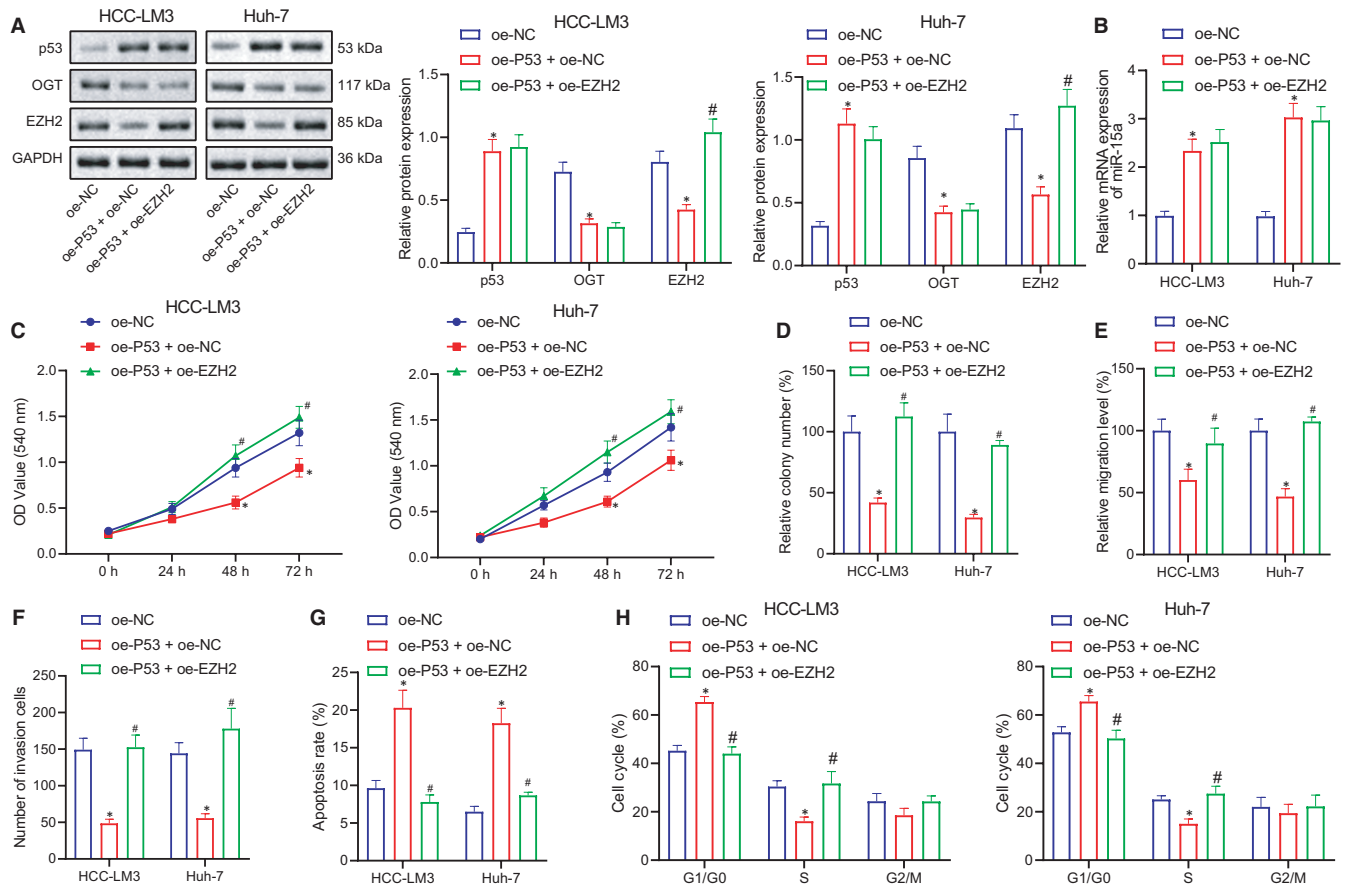 A
HCC-LM3
Huh-7
p53
53 kDa
OGT
117 kDa
EZH2
85 kDa
GAPDH
36 kDa
oe-NC
oe-P53 + oe-NC
oe-P53 + oe-EZH2
oe-NC
oe-P53 + oe-NC
oe-P53 + oe-EZH2
HCC-LM3
oe-NC
oe-P53 + oe-NC
oe-P53 + oe-EZH2
Relative protein expression
1.5
1.0
0.5
0.0
*
*
*
#
p53
OGT
EZH2
Huh-7
oe-NC
oe-P53 + oe-NC
oe-P53 + oe-EZH2
Relative protein expression
1.5
1.0
0.5
0.0
*
*
*
#
p53
OGT
EZH2
B
oe-NC
oe-P53 + oe-NC
oe-P53 + oe-EZH2
Relative mRNA expression
of miR-15a
4
3
2
1
0
*
*
HCC-LM3
Huh-7
C
HCC-LM3
oe-NC
oe-P53 + oe-NC
oe-P53 + oe-EZH2
OD Value (540 nm)
2.0
1.5
1.0
0.5
0.0
#
#
*
*
0 h
24 h
48 h
72 h
Huh-7
oe-NC
oe-P53 + oe-NC
oe-P53 + oe-EZH2
OD Value (540 nm)
2.0
1.5
1.0
0.5
0.0
#
#
*
*
0 h
24 h
48 h
72 h
D
oe-NC
oe-P53 + oe-NC
oe-P53 + oe-EZH2
Relative colony number (%)
150
100
50
0
*
#
*
#
HCC-LM3
Huh-7
E
oe-NC
oe-P53 + oe-NC
oe-P53 + oe-EZH2
Relative migration level (%)
150
100
50
0
*
#
*
#
HCC-LM3
Huh-7
F
oe-NC
oe-P53 + oe-NC
oe-P53 + oe-EZH2
Number of invasion cells
250
200
150
100
50
0
*
#
*
#
HCC-LM3
Huh-7
G
oe-NC
oe-P53 + oe-NC
oe-P53 + oe-EZH2
Apoptosis rate (%)
25
20
15
10
5
0
*
#
*
#
HCC-LM3
Huh-7
H
HCC-LM3
oe-NC
oe-P53 + oe-NC
oe-P53 + oe-EZH2
Cell cycle (%)
80
60
40
20
0
*
#
*
#
G1/G0
S
G2/M
Huh-7
oe-NC
oe-P53 + oe-NC
oe-P53 + oe-EZH2
Cell cycle (%)
80
60
40
20
0
*
#
*
#
G1/G0
S
G2/M